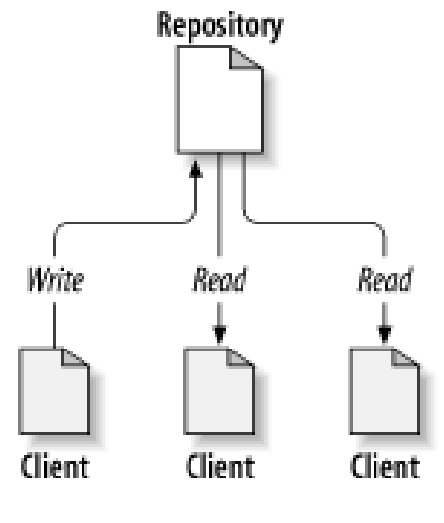 Repository
Write Read Read
Client Client Client